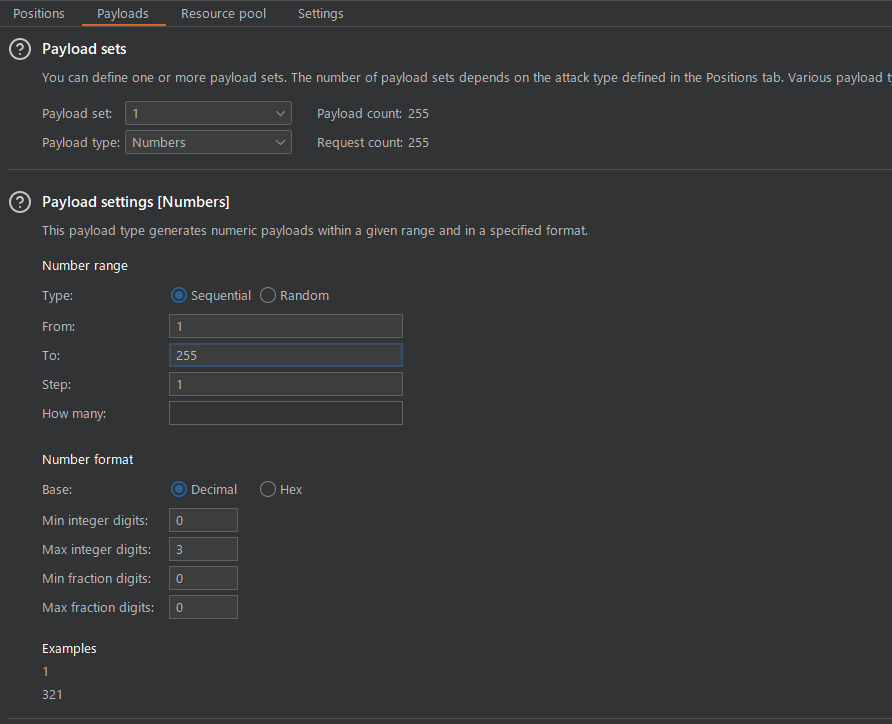 Positions Payloads Resource pool Settings
? Payload sets
You can define one or more payload sets. The number of payload sets depends on the attack type defined in the Positions tab. Various payload
Payload set: 1 Payload count: 255
Payload type: Numbers Request count: 255
? Payload settings [Numbers]
This payload type generates numeric payloads within a given range and in a specified format.
Number range
Type: Sequential Random
From: 1
To: 255
Step: 1
How many:
Number format
Base: Decimal Hex
Min integer digits: 0
Max integer digits: 3
Min fraction digits: 0
Max fraction digits: 0
Examples
1
321